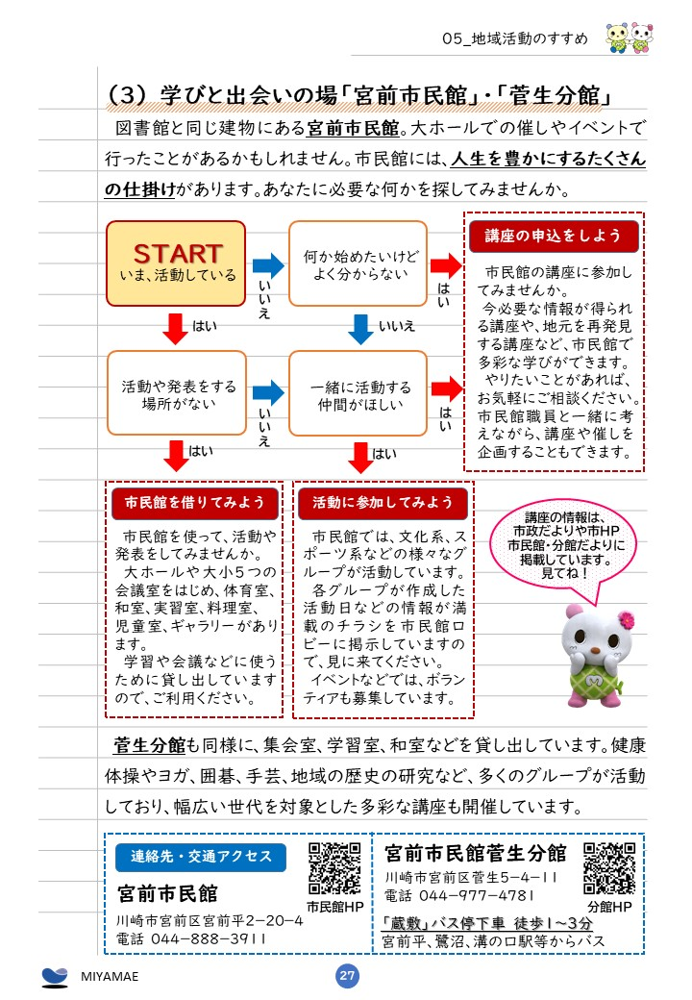 05_地域活動のすすめ
（3） 学びと出会いの場「宮前市民館」・「菅生分館」
図書館と同じ建物にある宮前市民館。大ホールでの催しやイベントで
行ったことがあるかもしれません。市民館には、人生を豊かにするたくさん
の仕掛けがあります。あなたに必要な何かを探してみませんか。
START
いま、活動している
いいえ
何か始めたいけど
よく分からない
はい
はい
いいえ
活動や発表をする
場所がない
いいえ
一緒に活動する
仲間がほしい
はい
はい
はい
講座の申込をしよう
市民館の講座に参加し
てみませんか。
今必要な情報が得られ
る講座や、地元を再発見
する講座など、市民館で
多彩な学びができます。
やりたいことがあれば、
お気軽にご相談ください。
市民館職員と一緒に考
えながら、講座や催しを
企画することもできます。
市民館を借りてみよう
市民館を使って、活動や
発表をしてみませんか。
大ホールや大小5つの
会議室をはじめ、体育室、
和室、実習室、料理室、
児童室、ギャラリーがあり
ます。
学習や会議などに使う
ために貸し出しています
ので、ご利用ください。
活動に参加してみよう
市民館では、文化系、ス
ポーツ系などの様々なグ
ループが活動しています。
各グループが作成した
活動日などの情報が満
載のチラシを市民館ロ
ビーに掲示していますの
で、見に来てください。
イベントなどでは、ボラン
ティアも募集しています。
講座の情報は、
市政だよりや市HP
市民館・分館だよりに
掲載しています。
見てね！
菅生分館も同様に、集会室、学習室、和室などを貸し出しています。健康
体操やヨガ、囲碁、手芸、地域の歴史の研究など、多くのグループが活動
しており、幅広い世代を対象とした多彩な講座も開催しています。
連絡先・交通アクセス
宮前市民館
川崎市宮前区宮前平2-20-4
電話 044-888-3911
市民館HP
宮前市民館菅生分館
川崎市宮前区菅生5-4-11
電話 044-977-4781
分館HP
「蔵敷」バス停下車 徒歩1～3分
宮前平、鷺沼、溝の口駅等からバス
MIYAMAE
27